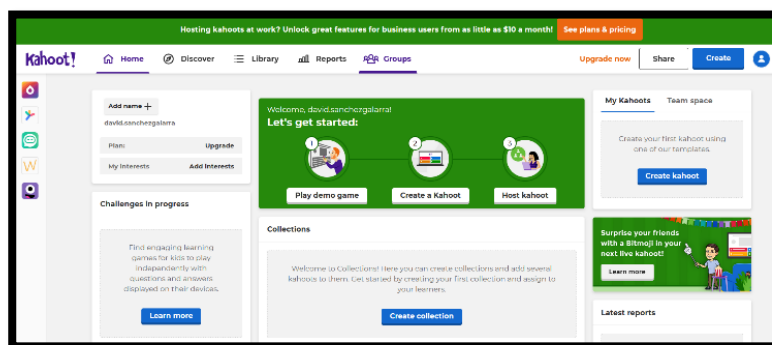 Hosting kahoots at work? Unlock great features for business users from as little as $10 a month! See plans & pricing
Kahoot! Home Discover Library Reports Groups Upgrade now Share Create
Add name +
david.sanchezgalarra
Plan: Upgrade
My interests Add interests
Challenges in progress
Find engaging learning
games for kids to play
independently with
questions and answers
displayed on their devices.
Learn more
Welcome, david.sanchezgalarra!
Let's get started:
1 2 3
Play demo game Create a Kahoot Host kahoot
Collections
Welcome to Collections! Here you can create collections and add several
kahoots to them. Get started by creating your first collection and assign to
your learners.
Create collection
My Kahoots Team space
Create your first kahoot using
one of our templates.
Create kahoot
Surprise your friends
with a Bitmoji in your
next live kahoot!
Learn more
Latest reports